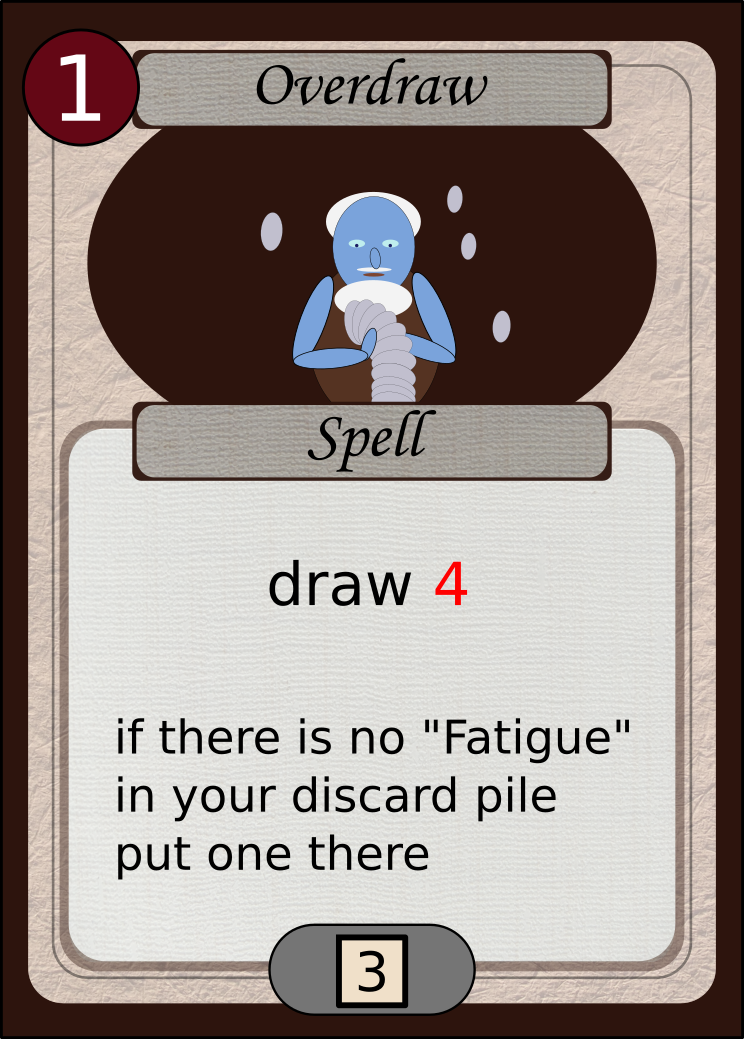 1
Overdraw
Spell
draw 4
if there is no "Fatigue"
in your discard pile
put one there
3